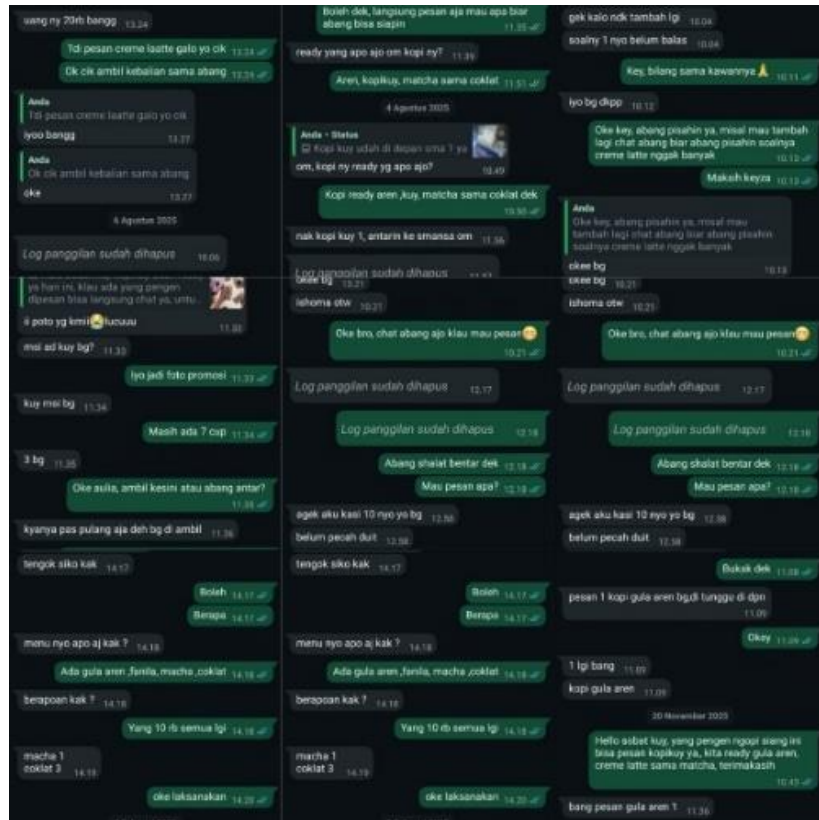 uang ny 20rb bangg 13.24
Tdi pesan creme laatte galo yo cik 13.24
Ok cik ambil kebalian sama abang 13.25
Anda
Tdi pesan creme laatte galo yo cik
iyoo bangg 13.27
Anda
Ok cik ambil kebalian sama abang
oke 13.27
6 Agustus 2025
Log panggilan sudah dihapus 10.06
ya hari ini, klau ada yang pengen
dipesan bisa langsung chat ya, untu...
ii poto yg kmii😭lucuuu 11.33
msi ad kuy bg? 11.33
Iyo jadi foto promosi 11.33
kuy msi bg 11.34
Masih ada 7 cup 11.34
3 bg 11.35
Oke aulia, ambil kesini atau abang antar?
11.35
kyanya pas pulang aja deh bg di ambil 11.36
tengok siko kak 14.17
Boleh 14.17
Berapa 14.17
menu nyo apo aj kak ? 14.18
Ada gula aren ,fanila, macha ,coklat 14.18
berapoan kak ? 14.18
Yang 10 rb semua lgi 14.18
macha 1
coklat 3 14.19
oke laksanakan 14.20
Boleh dek, langsung pesan aja mau apa biar
abang bisa siapin 11.35
ready yang apo ajo om kopi ny? 11.39
Aren, kopikuy, matcha sama coklat 11.51
4 Agustus 2025
Anda • Status
Kopi kuy udah di depan sma 1 ya
om, kopi ny ready yg apo ajo? 10.49
Kopi ready aren ,kuy, matcha sama coklat dek
10.50
nak kopi kuy 1, antarin ke smansa om 11.56
Log panggilan sudah dihapus
okee bg 10.21
ishoma otw 10.21
Oke bro, chat abang ajo klau mau pesan😁
10.21
Log panggilan sudah dihapus 12.17
Log panggilan sudah dihapus 12.18
Abang shalat bentar dek 12.18
Mau pesan apa? 12.18
agek aku kasi 10 nyo yo bg 12.58
belum pecah duit 12.58
tengok siko kak 14.17
Boleh 14.17
Berapa 14.17
menu nyo apo aj kak ? 14.18
Ada gula aren ,fanila, macha ,coklat 14.18
berapoan kak ? 14.18
Yang 10 rb semua lgi 14.18
macha 1
coklat 3 14.19
oke laksanakan 14.20
gek kalo ndk tambah lgi 10.04
soalny 1 nyo belum balas 10.04
Key, bilang sama kawannya🙏 10.11
iyo bg dkpp 10.12
Oke key, abang pisahin ya, misal mau tambah
lagi chat abang biar abang pisahin soalnya
creme latte nggak banyak 10.13
Makasih keyza 10.13
Anda
Oke key, abang pisahin ya, misal mau
tambah lagi chat abang biar abang pisahin
soalnya creme latte nggak banyak
okee bg 10.13
okee bg 10.21
ishoma otw 10.21
Oke bro, chat abang ajo klau mau pesan😁
10.21
Log panggilan sudah dihapus 12.17
Log panggilan sudah dihapus 12.18
Abang shalat bentar dek 12.18
Mau pesan apa? 12.18
agek aku kasi 10 nyo yo bg 12.58
belum pecah duit 12.58
Bukak dek 11.08
pesan 1 kopi gula aren bg,di tunggu di dpn
11.09
Okey 11.09
1 lgi bang 11.09
kopi gula aren 11.09
20 November 2025
Hello sobat kuy, yang pengen ngopi siang ini
bisa pesan kopikuy ya, kita ready gula aren,
creme latte sama matcha, terimakasih
10.45
bang pesan gula aren 1 11.36